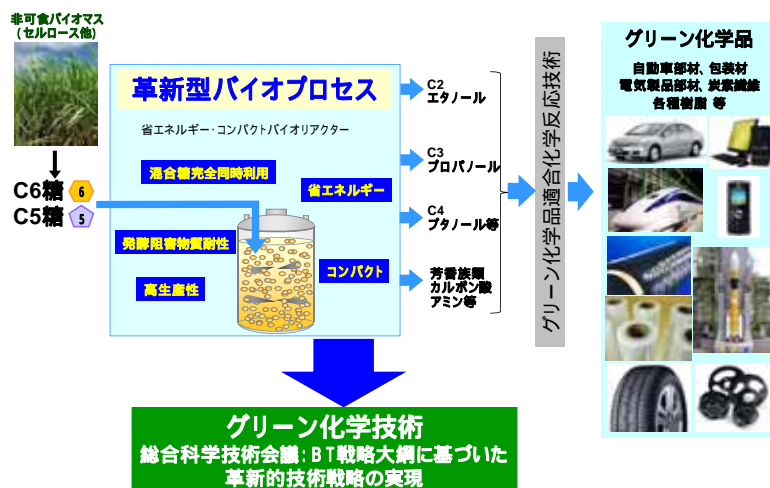 非可食バイオマス
(セルロース他)
C6糖 6
C5糖 5
革新型バイオプロセス
省エネルギー・コンパクトバイオリアクター
混合糖完全同時利用
省エネルギー
発酵阻害物質耐性
コンパクト
高生産性
C2
エタノール
C3
プロパノール
C4
ブタノール等
芳香族類
カルボン酸
アミン等
グリーン化学品適合化学反応技術
グリーン化学品
自動車部材、包装材
電気製品部材、炭素繊維
各種樹脂 等
グリーン化学技術
総合科学技術会議:BT戦略大綱に基づいた
革新的技術戦略の実現